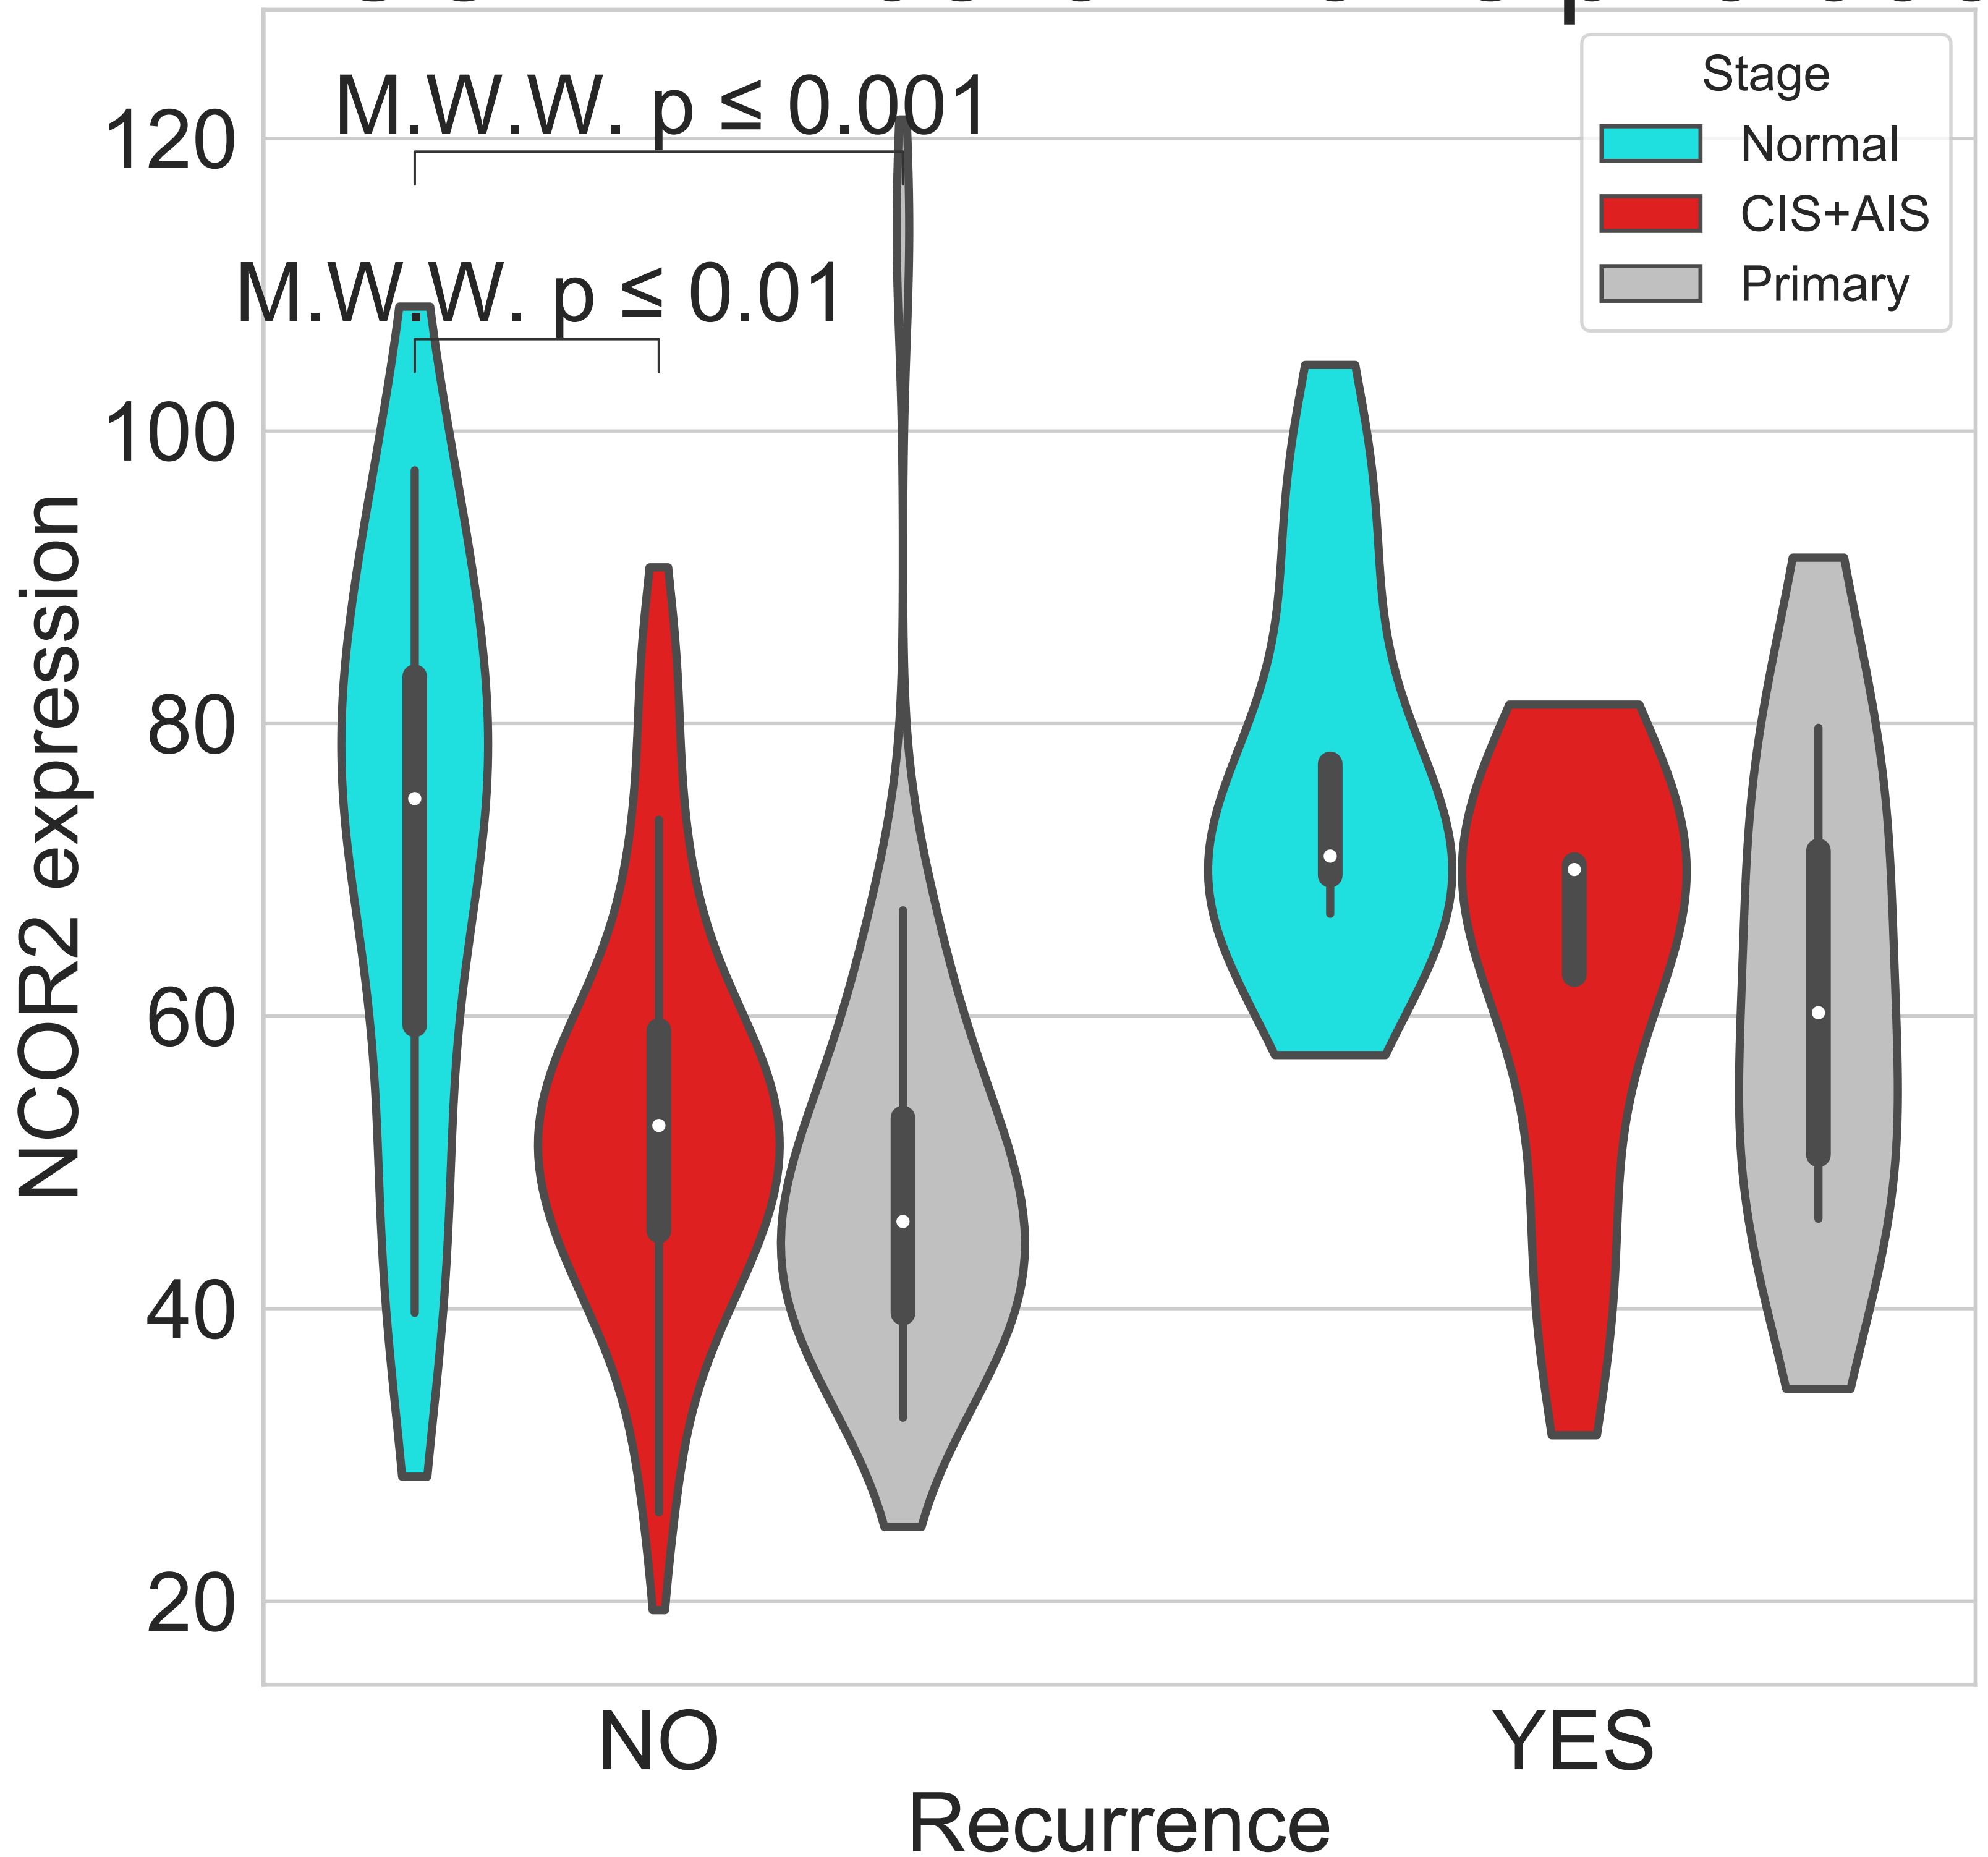 M.W.W. p ≤ 0.001
M.W.W. p ≤ 0.01
Stage
Normal
CIS+AIS
Primary
NCOR2 expression
120
100
80
60
40
20
NO
YES
Recurrence